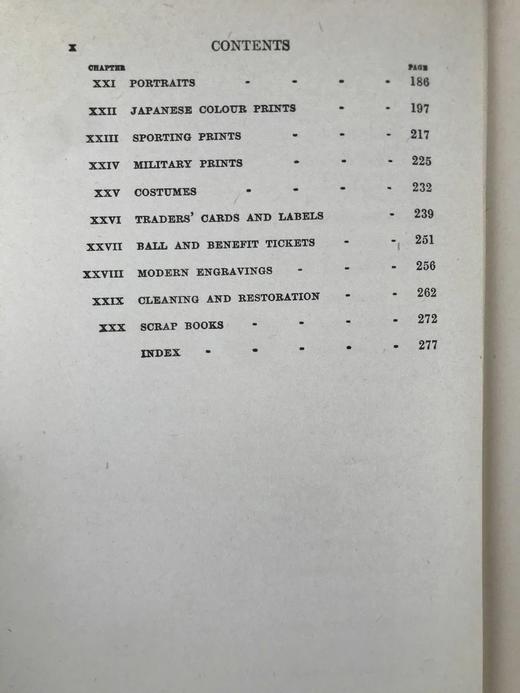 x CONTENTS
CHAPTER PAGE
XXI PORTRAITS - - - - 186
XXII JAPANESE COLOUR PRINTS - - 197
XXIII SPORTING PRINTS - - - 217
XXIV MILITARY PRINTS - - - 225
XXV COSTUMES - - - - 232
XXVI TRADERS' CARDS AND LABELS - 239
XXVII BALL AND BENEFIT TICKETS - - 251
XXVIII MODERN ENGRAVINGS - - - 256
XXIX CLEANING AND RESTORATION - - 262
XXX SCRAP BOOKS - - - - 272
INDEX - - - - - 277